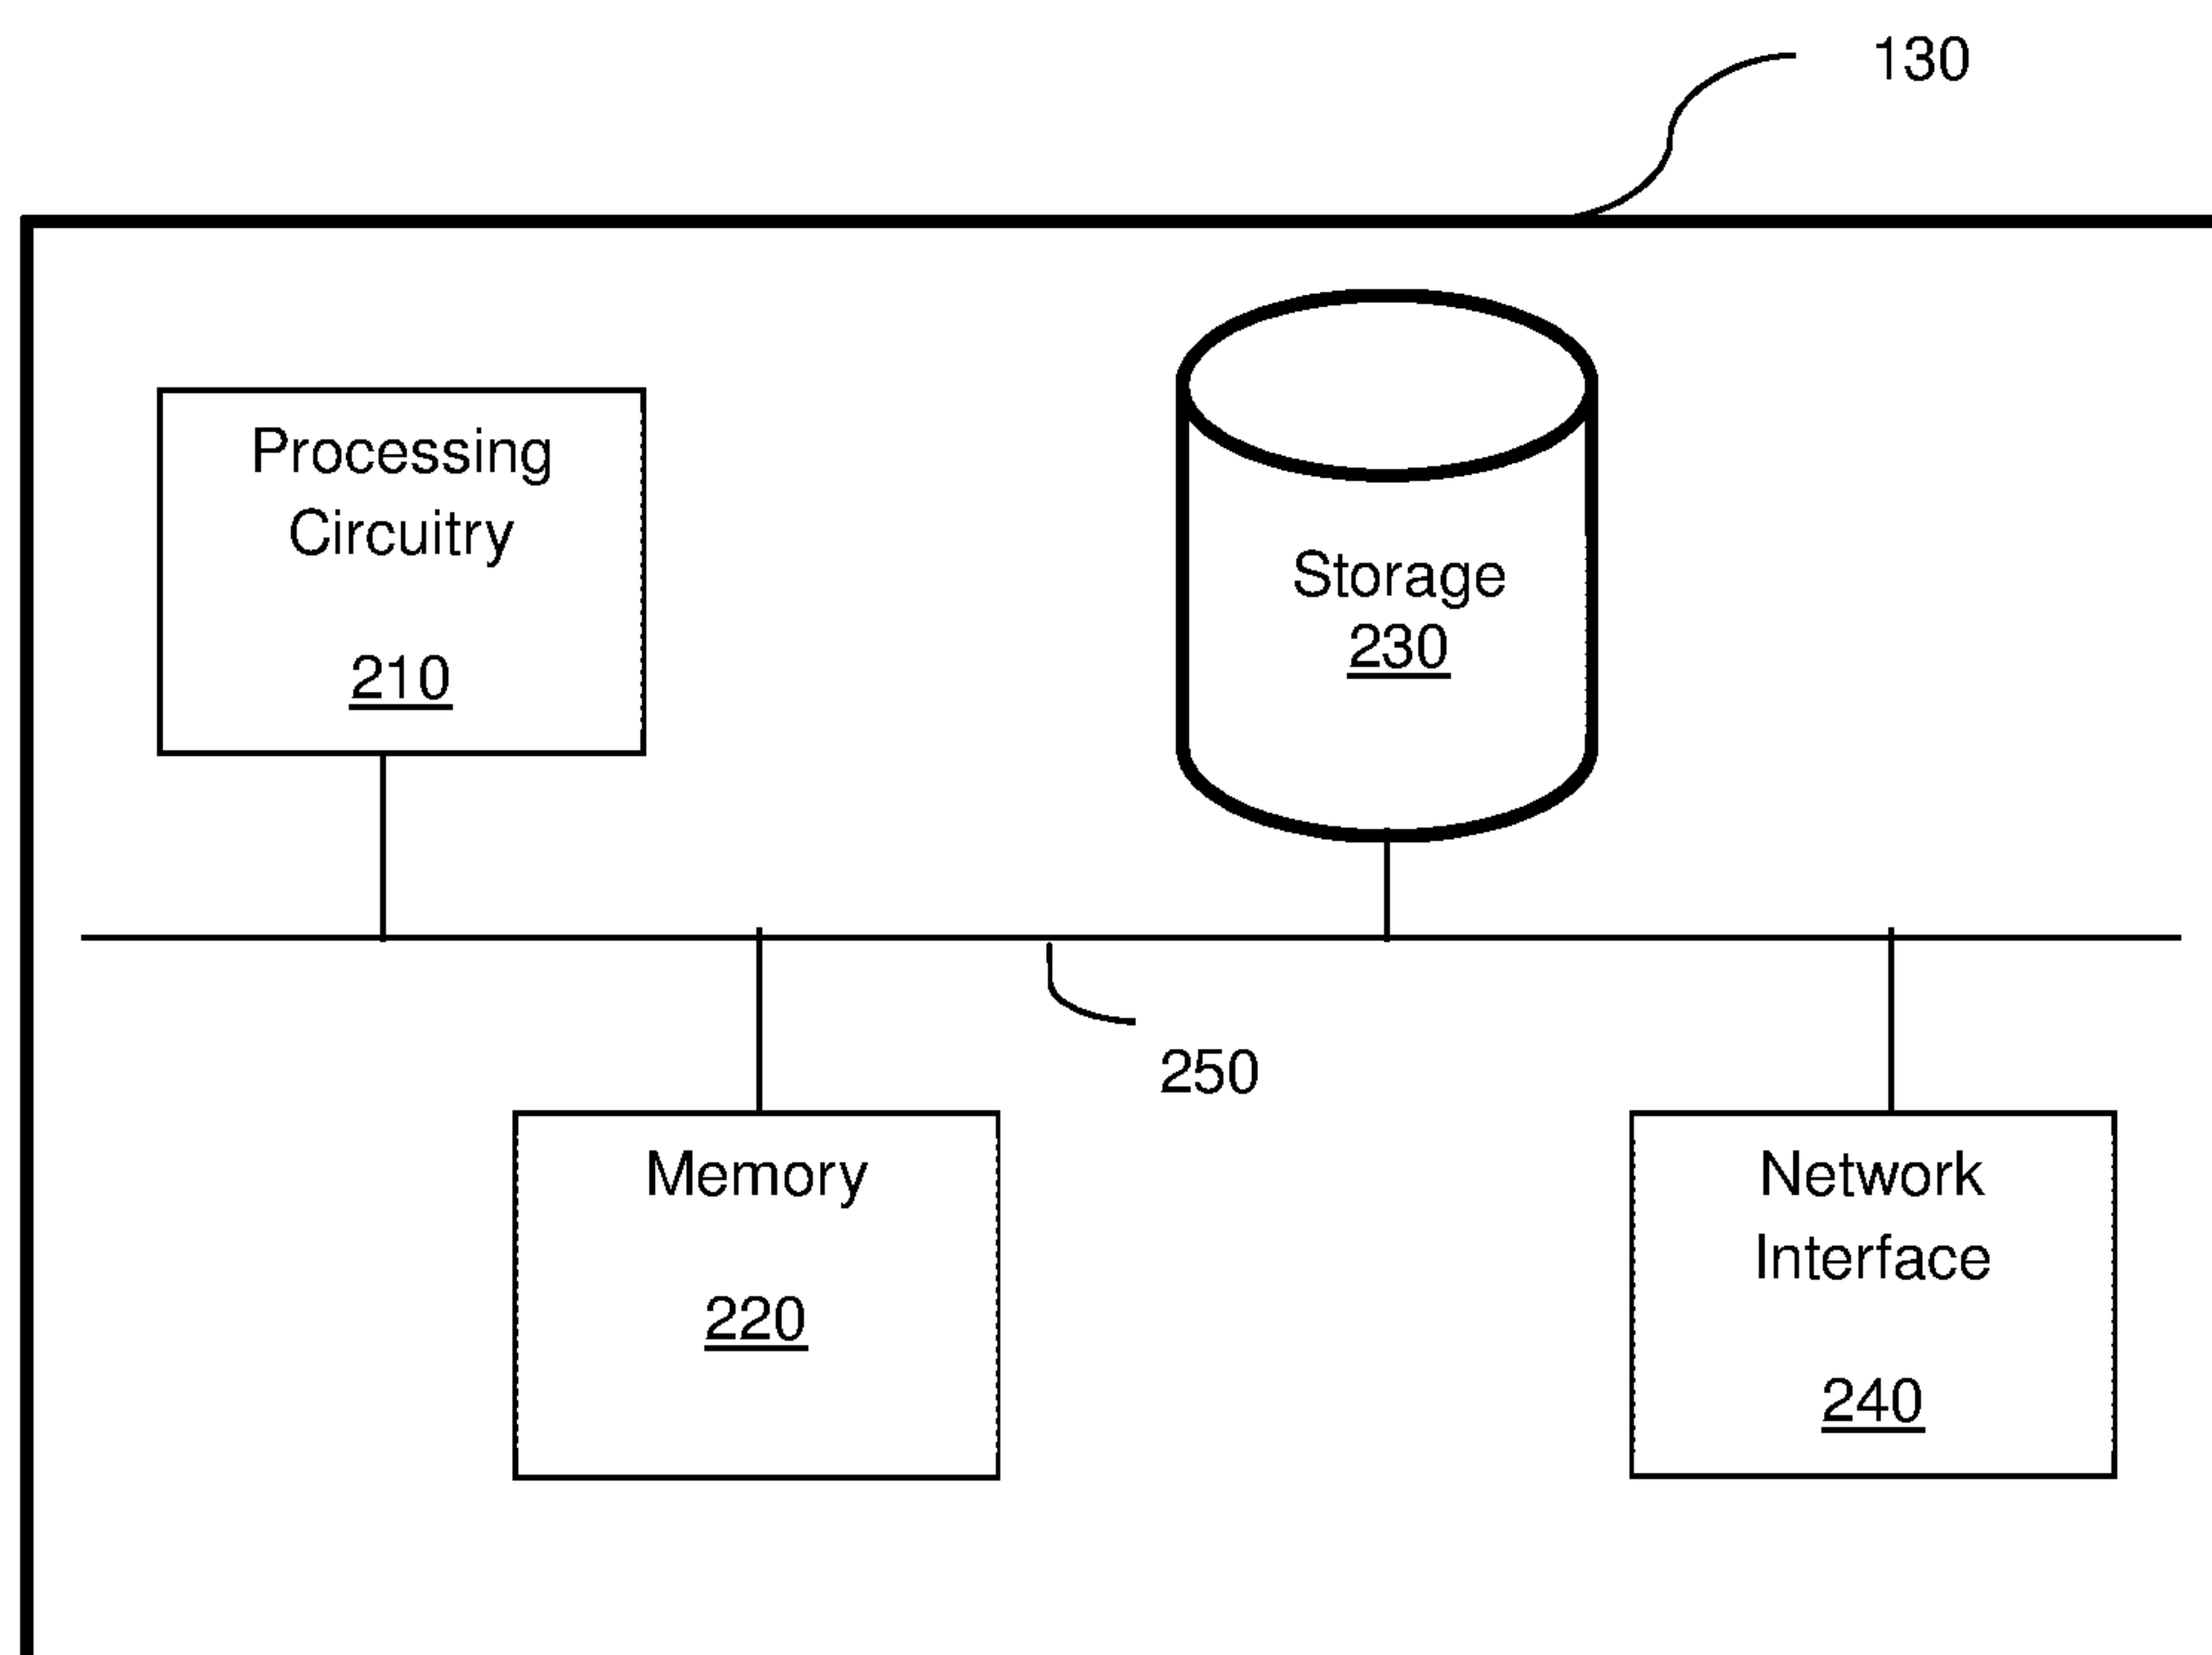 130
Processing
Circuitry
210
Storage
230
250
Memory
220
Network
Interface
240